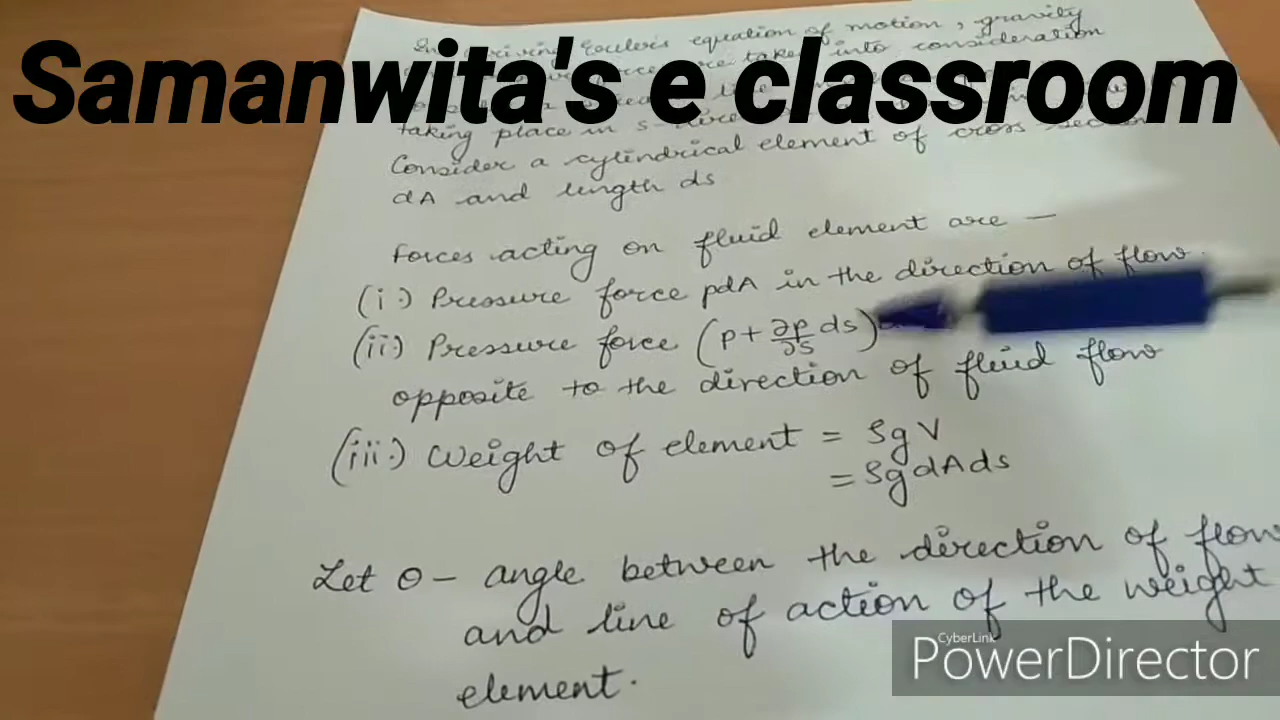 Samanwita's e classroom
equation of motion, gravity
taken into consideration
taking place in s-
Consider a cylindrical element of cross
dA and length ds
Forces acting on fluid element are —
(i.) Pressure force pdA in the direction of flow.
(ii.) Pressure force (p + ∂p/∂s ds)
opposite to the direction of fluid flow
(iii.) Weight of element = ρgV
= ρgdAds
Let θ – angle between the direction of flow
and line of action of the weight
element.
CyberLink
PowerDirector